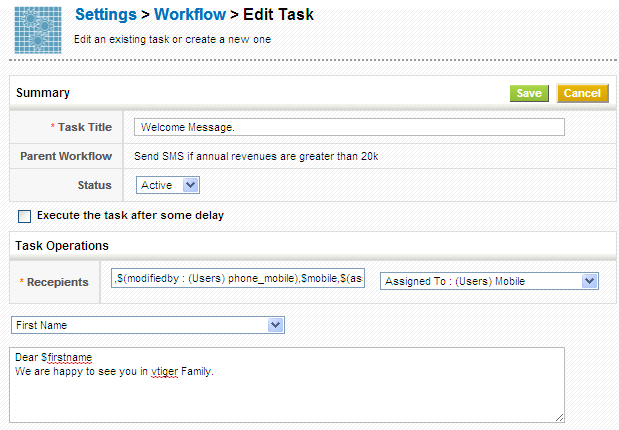 Settings > Workflow > Edit Task
Edit an existing task or create a new one
Summary
Save
Cancel
* Task Title
Welcome Message.
Parent Workflow
Send SMS if annual revenues are greater than 20k
Status
Active
Execute the task after some delay
Task Operations
* Recepients
,$(modifiedby : (Users) phone_mobile),$mobile,$(as
Assigned To : (Users) Mobile
First Name
Dear $firstname
We are happy to see you in vtiger Family.